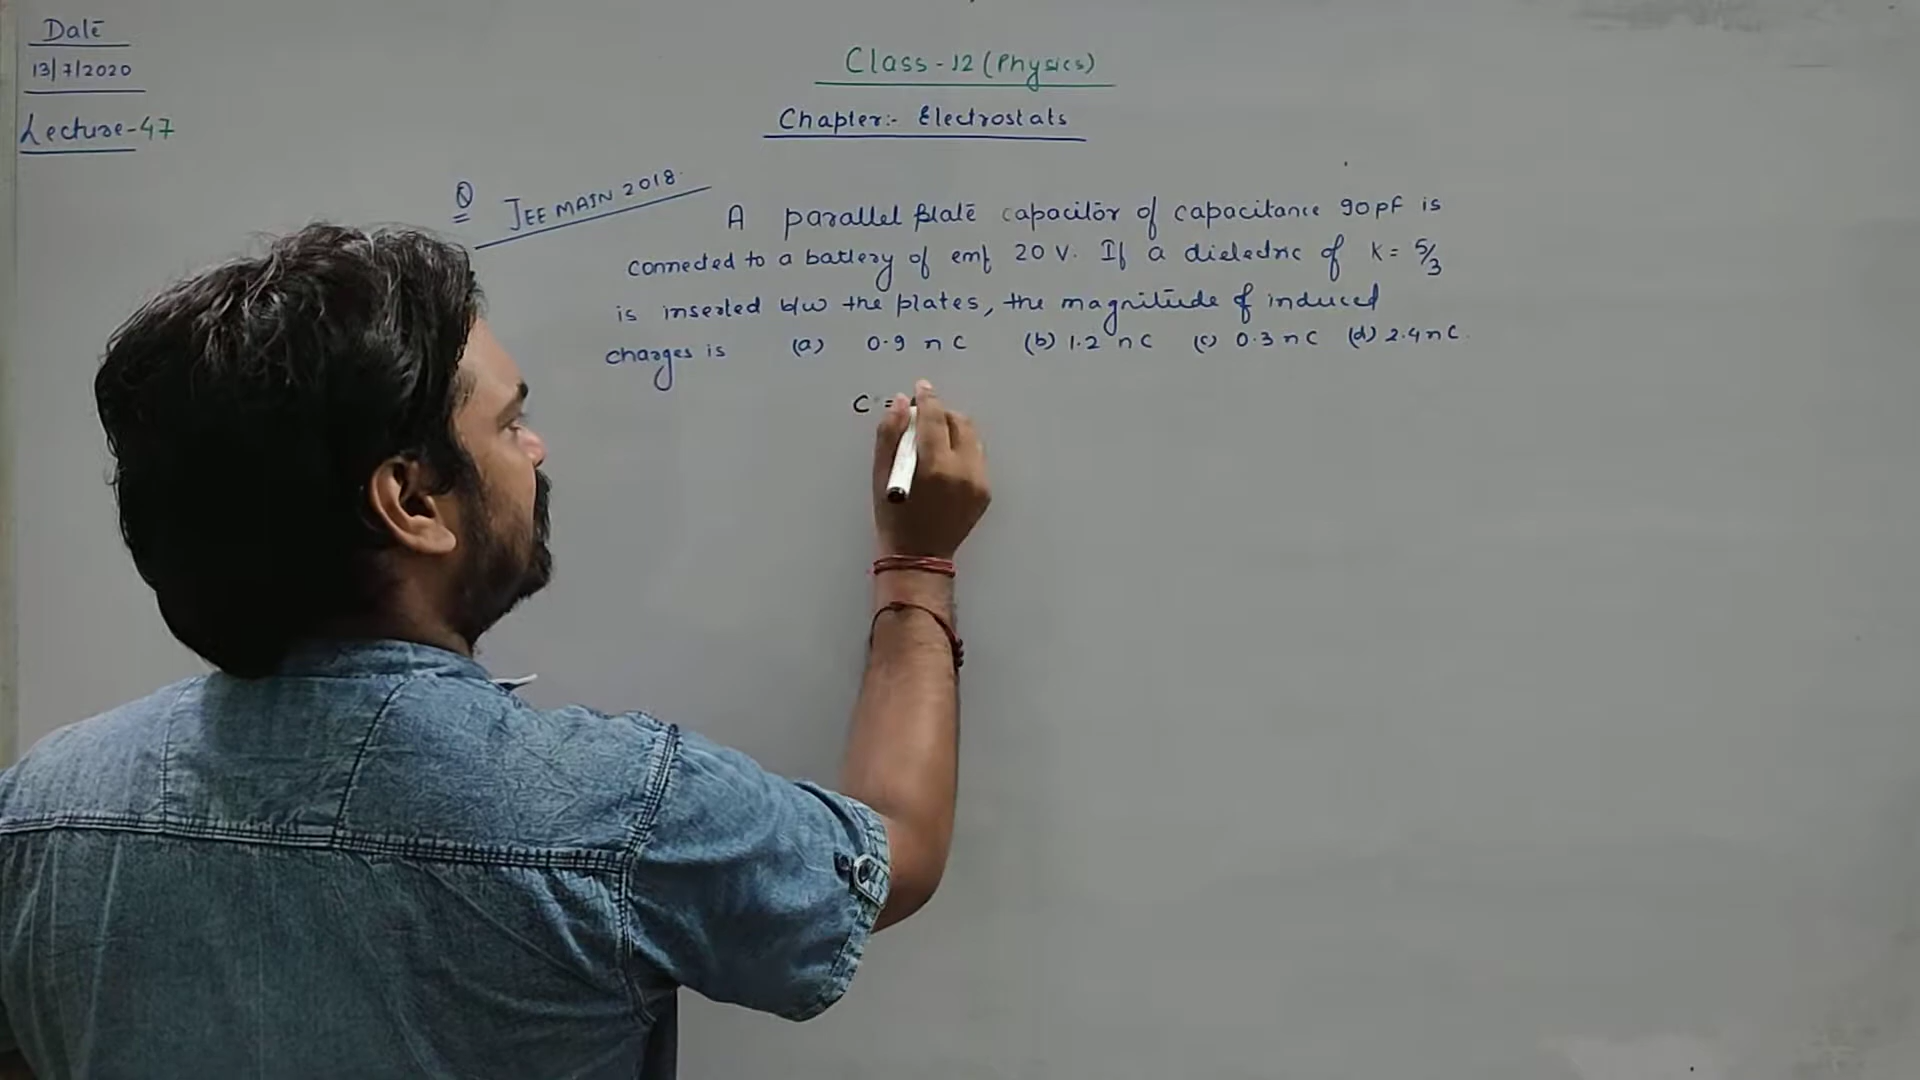 Date
13/7/2020
Lecture-47
Class-12 (Physics)
Chapter:- Electrostats
Q JEE MAIN 2018.
A parallel plate capacitor of capacitance 90 pF is
connected to a battery of emf 20 V. If a dielectric of K = 5/3
is inserted b/w the plates, the magnitude of induced
charges is (a) 0.9 nC (b) 1.2 nC (c) 0.3 nC (d) 2.4 nC.
C =